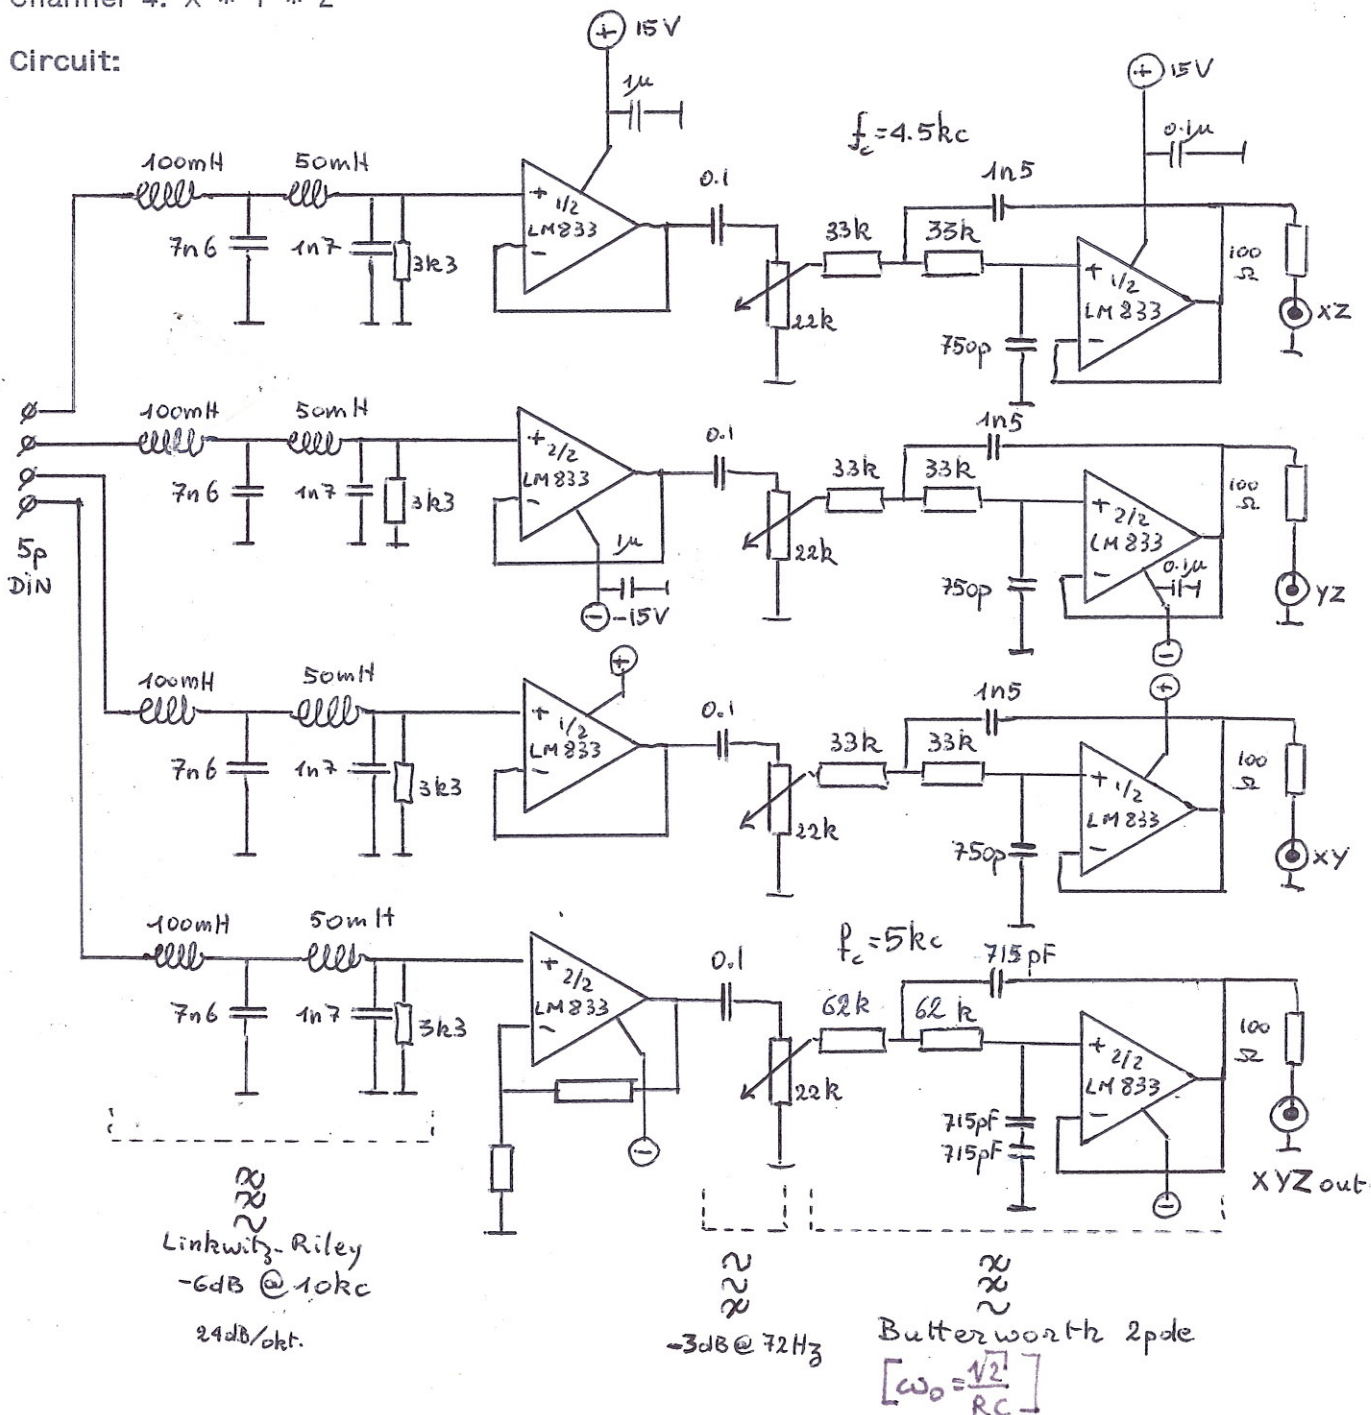 Circuit:
+ 15V
1µ
+ 15V
0.1µ
f_c = 4.5kc
100mH 50mH
7n6 1n7 3k3
+ 1/2
LM833
-
0.1
22k
33k 33k
1n5
750p
+ 1/2
LM833
-
100
Ω
XZ
100mH 50mH
7n6 1n7 3k3
+ 2/2
LM833
-
1µ
- -15V
0.1
22k
33k 33k
1n5
750p
+ 2/2
LM833
-
0.1µ
-
100
Ω
YZ
5p
DiN
100mH 50mH
7n6 1n7 3k3
+
+ 1/2
LM833
-
0.1
22k
33k 33k
1n5
750p
+
+ 1/2
LM833
-
100
Ω
XY
100mH 50mH
7n6 1n7 3k3
+ 2/2
LM833
-
-
0.1
22k
f_c = 5kc
62k 62k
715pF
715pF
715pF
+ 2/2
LM833
-
-
100
Ω
XYZ out
Linkwitz-Riley
-6dB @ 10kc
24dB/okt.
-3dB @ 72Hz
Butterworth 2pole
[ω₀ = √2/RC]